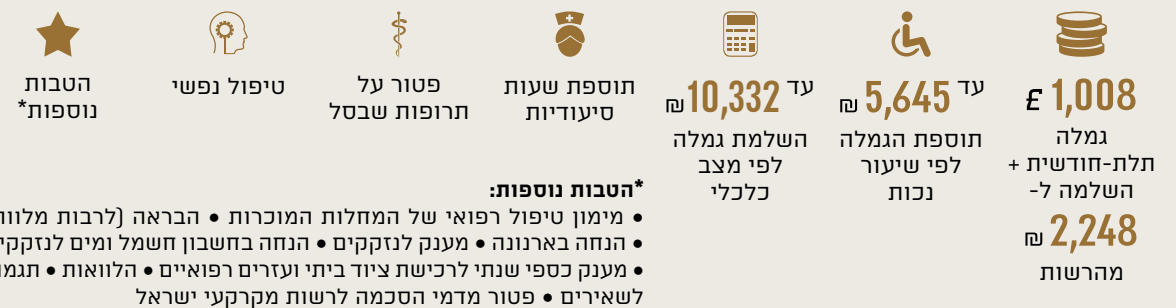 £ 1,008
גמלה
תלת-חודשית +
השלמה ל-
2,248 ₪
מהרשות
עד 5,645 ₪
תוספת הגמלה
לפי שיעור
נכות
עד 10,332 ₪
השלמת גמלה
לפי מצב
כלכלי
תוספת שעות
סיעודיות
פטור על
תרופות שבסל
טיפול נפשי
הטבות
נוספות*
*הטבות נוספות:
• מימון טיפול רפואי של המחלות המוכרות • הבראה (לרבות
• הנחה בארנונה • מענק לנזקקים • הנחה בחשבון חשמל ומים
• מענק כספי שנתי לרכישת ציוד ביתי ועזרים רפואיים • הלוואות •
לשאירים • פטור מדמי הסכמה לרשות מקרקעי ישראל